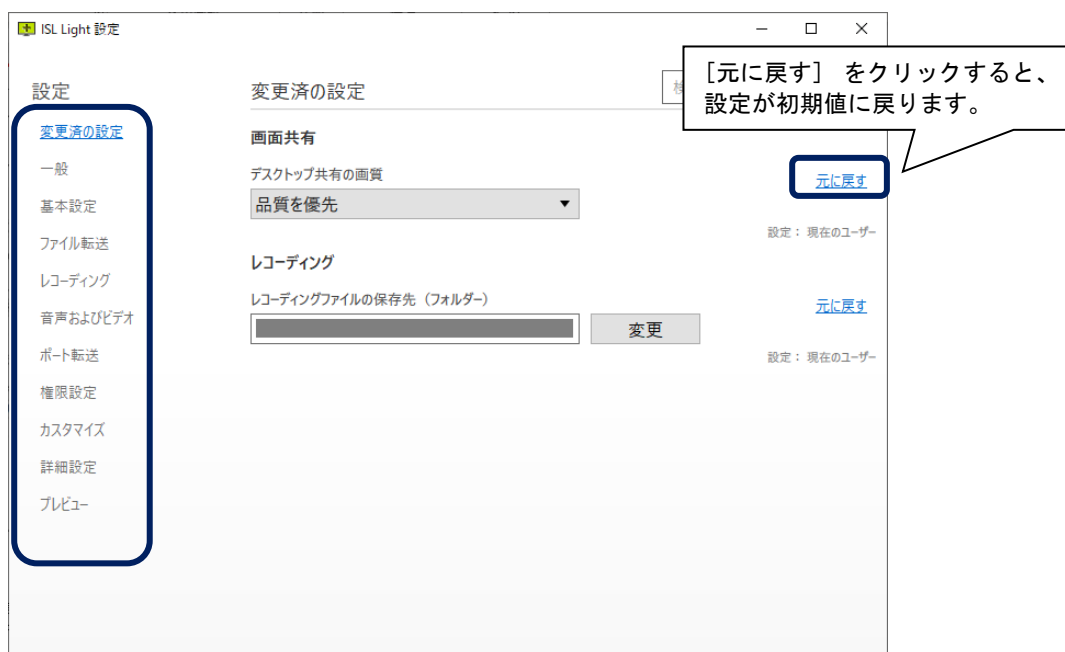 ISL Light 設定
[元に戻す] をクリックすると、
設定が初期値に戻ります。
設定
変更済の設定
一般
基本設定
ファイル転送
レコーディング
音声およびビデオ
ポート転送
権限設定
カスタマイズ
詳細設定
プレビュー
変更済の設定
画面共有
デスクトップ共有の画質
元に戻す
品質を優先
設定： 現在のユーザー
レコーディング
レコーディングファイルの保存先（フォルダー）
元に戻す
変更
設定： 現在のユーザー